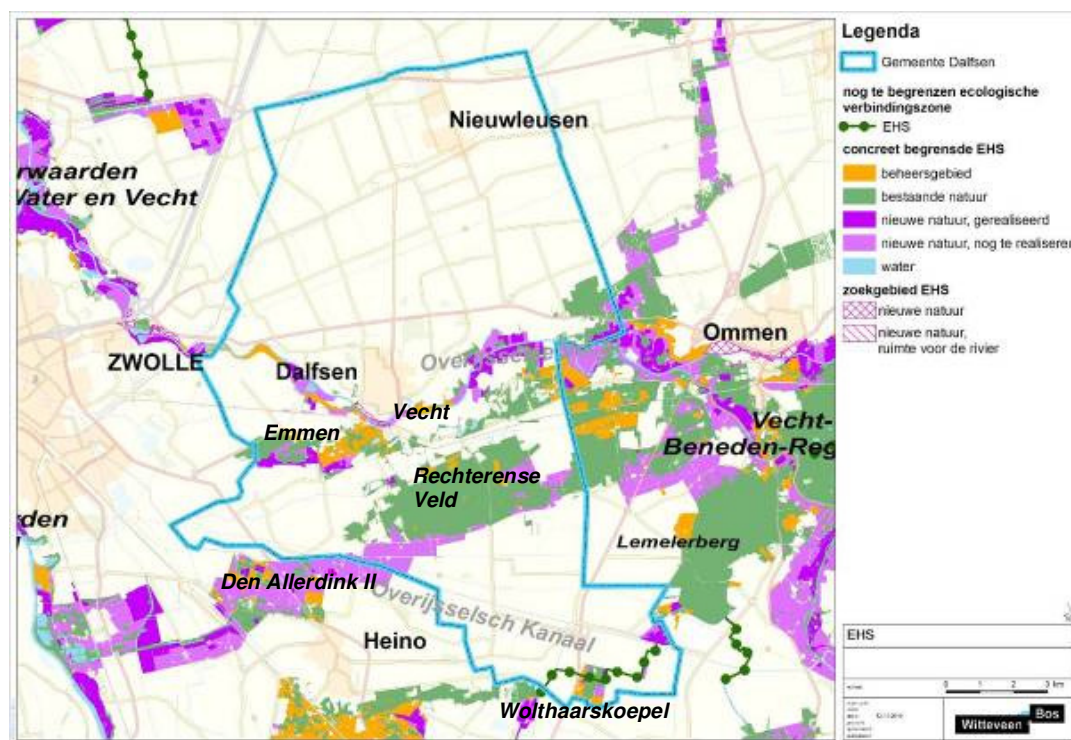 Nieuwleusen
rwaarden
Water en Vecht
Ommen
ZWOLLE
Dalfsen
Vecht
Emmen
Vecht-
Beneden-Reg
Rechterense
Veld
rden
Lemelerberg
Den Allerdink II
Overijsselsch Kanaal
Heino
Wolthaarskoepel
Legenda
Gemeente Dalfsen
nog te begrenzen ecologische
verbindingszone
EHS
concreet begrensde EHS
beheersgebied
bestaande natuur
nieuwe natuur, gerealiseerd
nieuwe natuur, nog te realiseren
water
zoekgebied EHS
nieuwe natuur
nieuwe natuur,
ruimte voor de rivier
EHS
0 1 2 3 km
Witteveen Bos